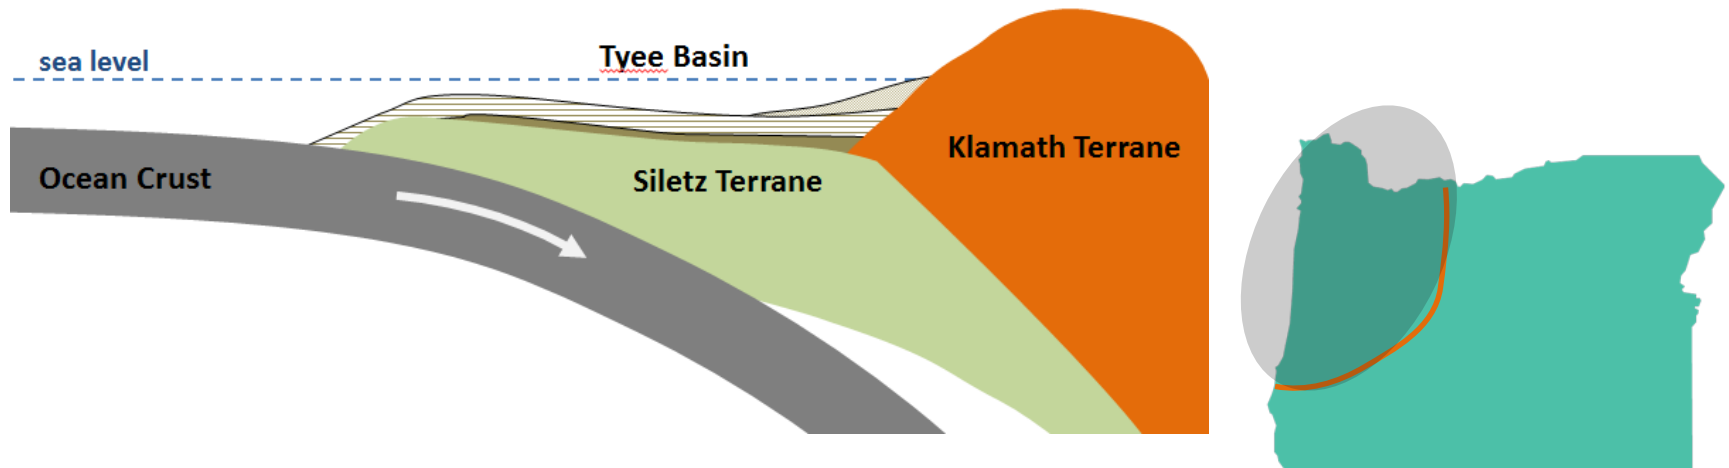 sea level
Tyee Basin
Klamath Terrane
Ocean Crust
Siletz Terrane